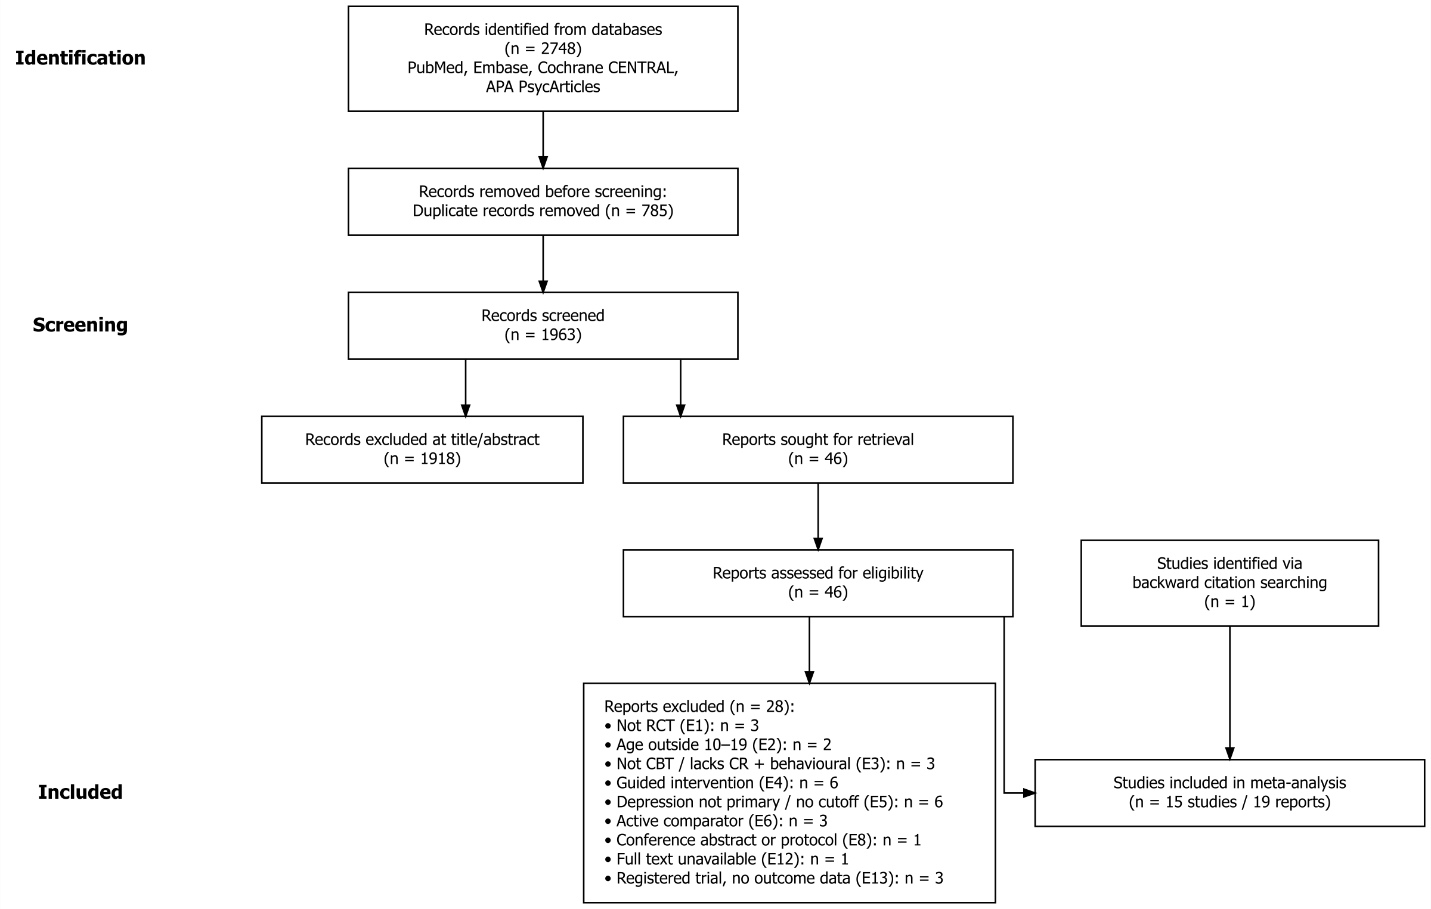 Identification
Records identified from databases
(n = 2748)
PubMed, Embase, Cochrane CENTRAL,
APA PsycArticles
Records removed before screening:
Duplicate records removed (n = 785)
Screening
Records screened
(n = 1963)
Records excluded at title/abstract
(n = 1918)
Reports sought for retrieval
(n = 46)
Reports assessed for eligibility
(n = 46)
Studies identified via
backward citation searching
(n = 1)
Reports excluded (n = 28):
• Not RCT (E1): n = 3
• Age outside 10–19 (E2): n = 2
• Not CBT / lacks CR + behavioural (E3): n = 3
• Guided intervention (E4): n = 6
• Depression not primary / no cutoff (E5): n = 6
• Active comparator (E6): n = 3
• Conference abstract or protocol (E8): n = 1
• Full text unavailable (E12): n = 1
• Registered trial, no outcome data (E13): n = 3
Included
Studies included in meta-analysis
(n = 15 studies / 19 reports)